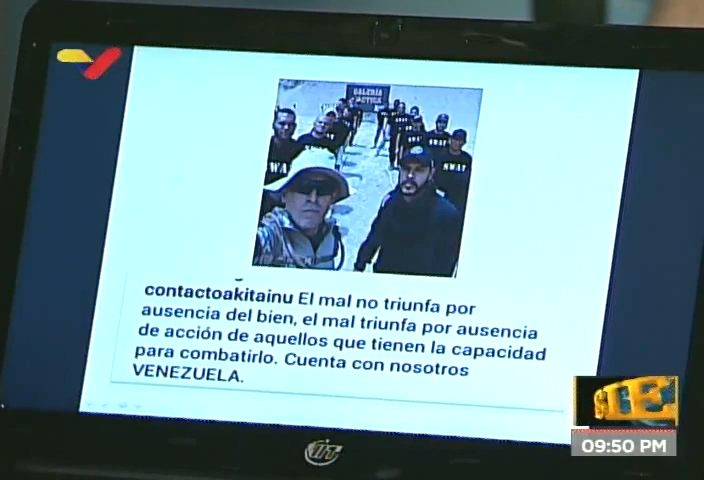 GALERÍA
TACTICA
SWAT
SWAT
contactoakitainu El mal no triunfa por
ausencia del bien, el mal triunfa por ausencia
de acción de aquellos que tienen la capacidad
para combatirlo. Cuenta con nosotros
VENEZUELA.
09:50 PM